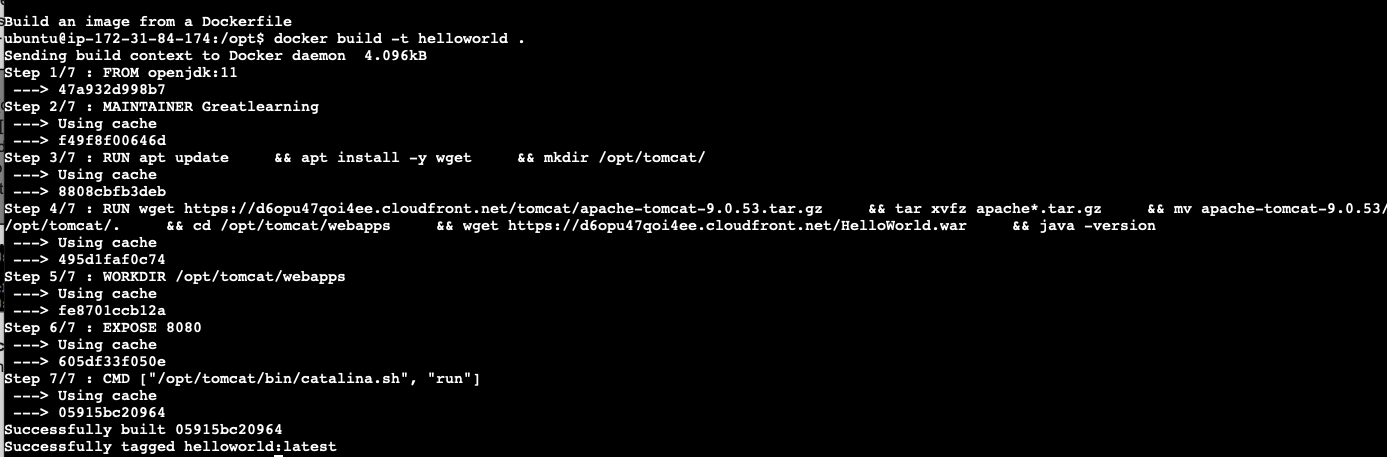 Build an image from a Dockerfile
ubuntu@ip-172-31-84-174:/opt$ docker build -t helloworld .
Sending build context to Docker daemon  4.096kB
Step 1/7 : FROM openjdk:11
 ---> 47a932d998b7
Step 2/7 : MAINTAINER Greatlearning
 ---> Using cache
 ---> f49f8f00646d
Step 3/7 : RUN apt update     && apt install -y wget     && mkdir /opt/tomcat/
 ---> Using cache
 ---> 8808cbfb3deb
Step 4/7 : RUN wget https://d6opu47qoi4ee.cloudfront.net/tomcat/apache-tomcat-9.0.53.tar.gz     && tar xvfz apache*.tar.gz     && mv apache-tomcat-9.0.53/
/opt/tomcat/.     && cd /opt/tomcat/webapps     && wget https://d6opu47qoi4ee.cloudfront.net/HelloWorld.war     && java -version
 ---> Using cache
 ---> 495d1faf0c74
Step 5/7 : WORKDIR /opt/tomcat/webapps
 ---> Using cache
 ---> fe8701ccb12a
Step 6/7 : EXPOSE 8080
 ---> Using cache
 ---> 605df33f050e
Step 7/7 : CMD ["/opt/tomcat/bin/catalina.sh", "run"]
 ---> Using cache
 ---> 05915bc20964
Successfully built 05915bc20964
Successfully tagged helloworld:latest